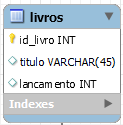 livros
id_livro INT
titulo VARCHAR(45)
lancamento INT
Indexes